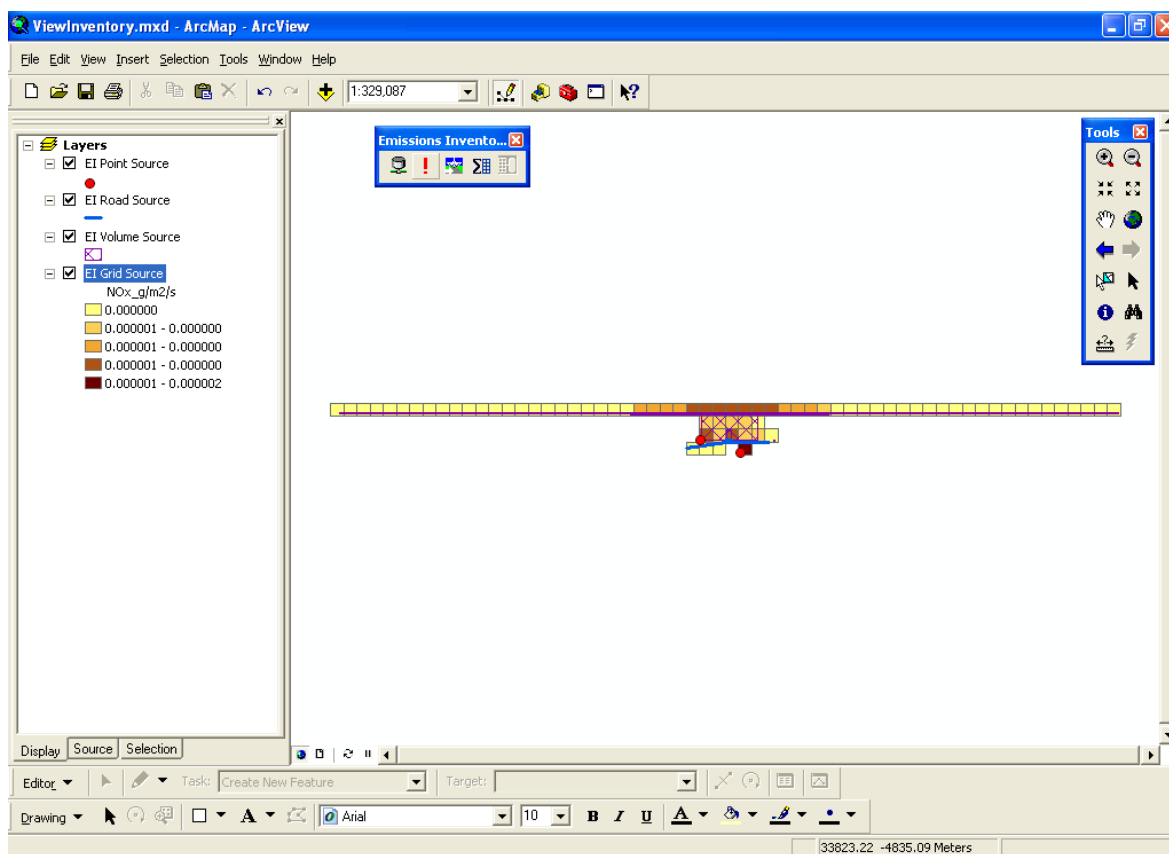 ViewInventory.mxd - ArcMap - ArcView
File Edit View Insert Selection Tools Window Help
1:329,087
Layers
EI Point Source
EI Road Source
EI Volume Source
EI Grid Source
NOx_g/m2/s
0.000000
0.000001 - 0.000000
0.000001 - 0.000000
0.000001 - 0.000000
0.000001 - 0.000002
Emissions Invento...
Tools
Display Source Selection
Editor Task: Create New Feature Target:
Drawing A Arial 10 B I U A
33823.22 -4835.09 Meters